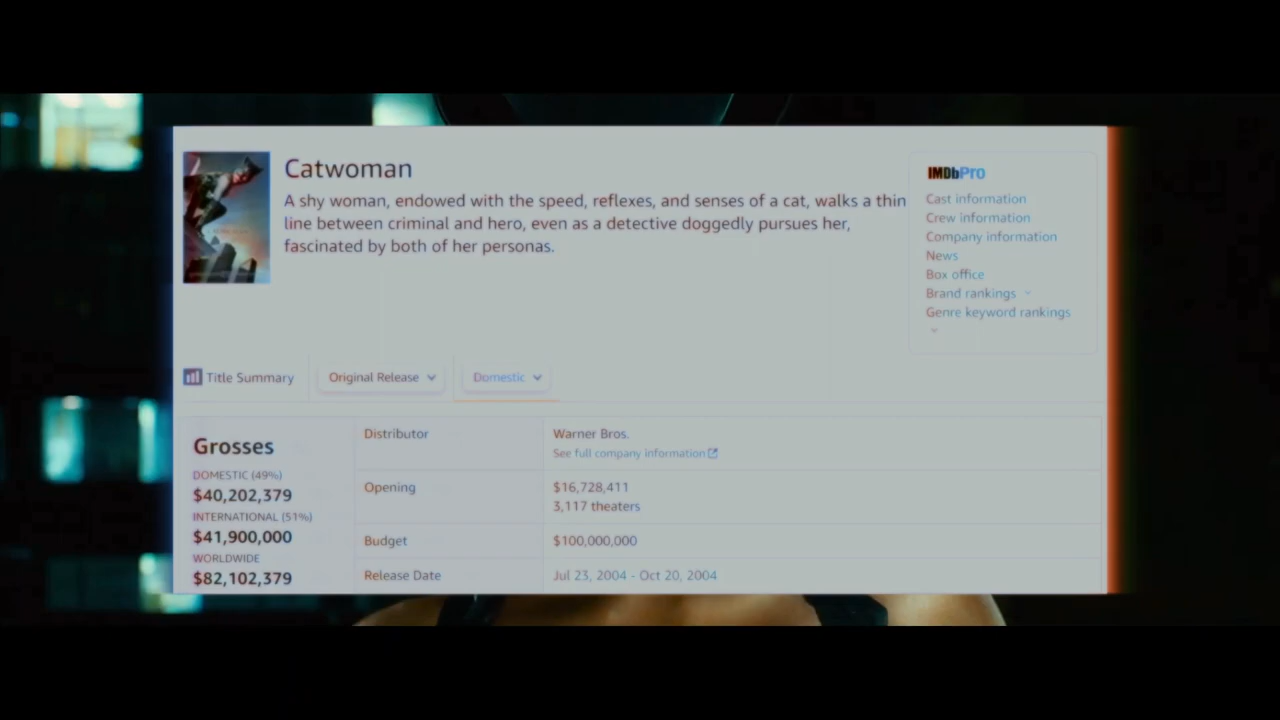 Catwoman
A shy woman, endowed with the speed, reflexes, and senses of a cat, walks a thin
line between criminal and hero, even as a detective doggedly pursues her,
fascinated by both of her personas.
IMDbPro
Cast information
Crew information
Company information
News
Box office
Brand rankings
Genre keyword rankings
Title Summary
Original Release
Domestic
Grosses
DOMESTIC (49%)
$40,202,379
INTERNATIONAL (51%)
$41,900,000
WORLDWIDE
$82,102,379
Distributor
Warner Bros.
See full company information
Opening
$16,728,411
3,117 theaters
Budget
$100,000,000
Release Date
Jul 23, 2004 - Oct 20, 2004